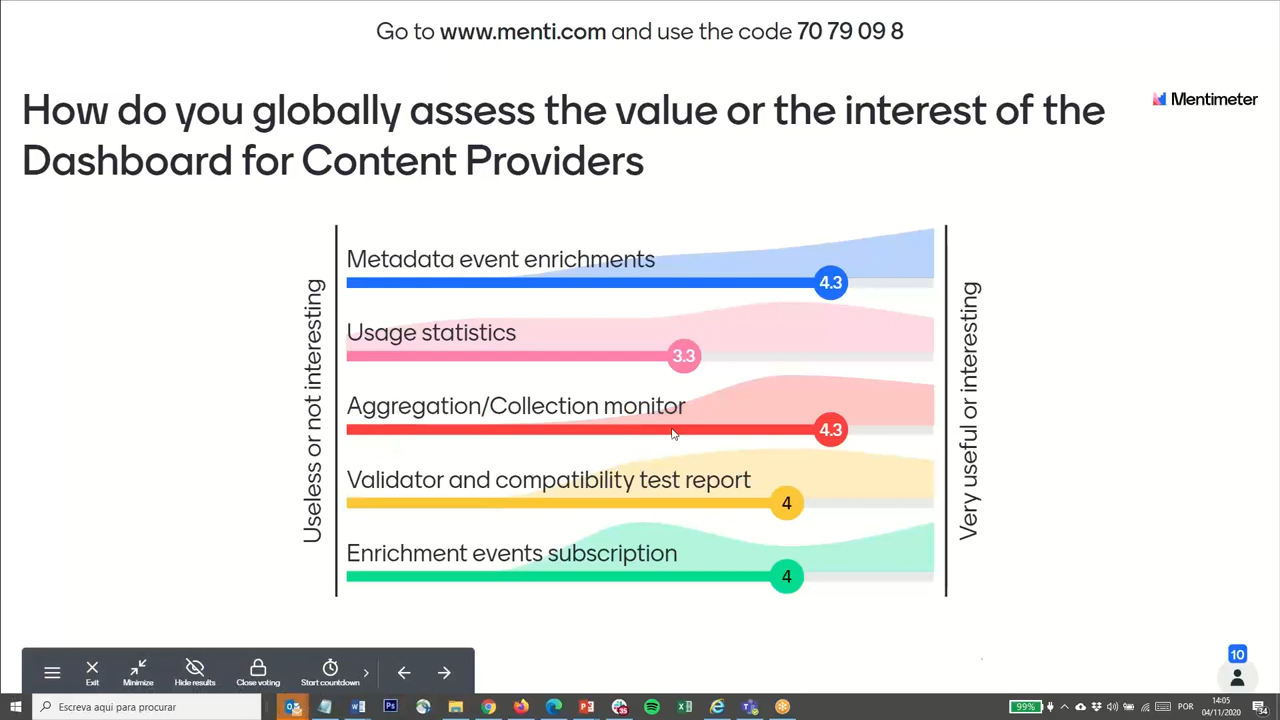 Go to www.menti.com and use the code 70 79 09 8
How do you globally assess the value or the interest of the
Dashboard for Content Providers
Mentimeter
Useless or not interesting
Metadata event enrichments
4.3
Usage statistics
3.3
Aggregation/Collection monitor
4.3
Validator and compatibility test report
4
Enrichment events subscription
4
Very useful or interesting
Exit
Minimize
Hide results
Close voting
Start countdown
10
Escreva aqui para procurar
99%
POR
14:05
04/11/2020
34